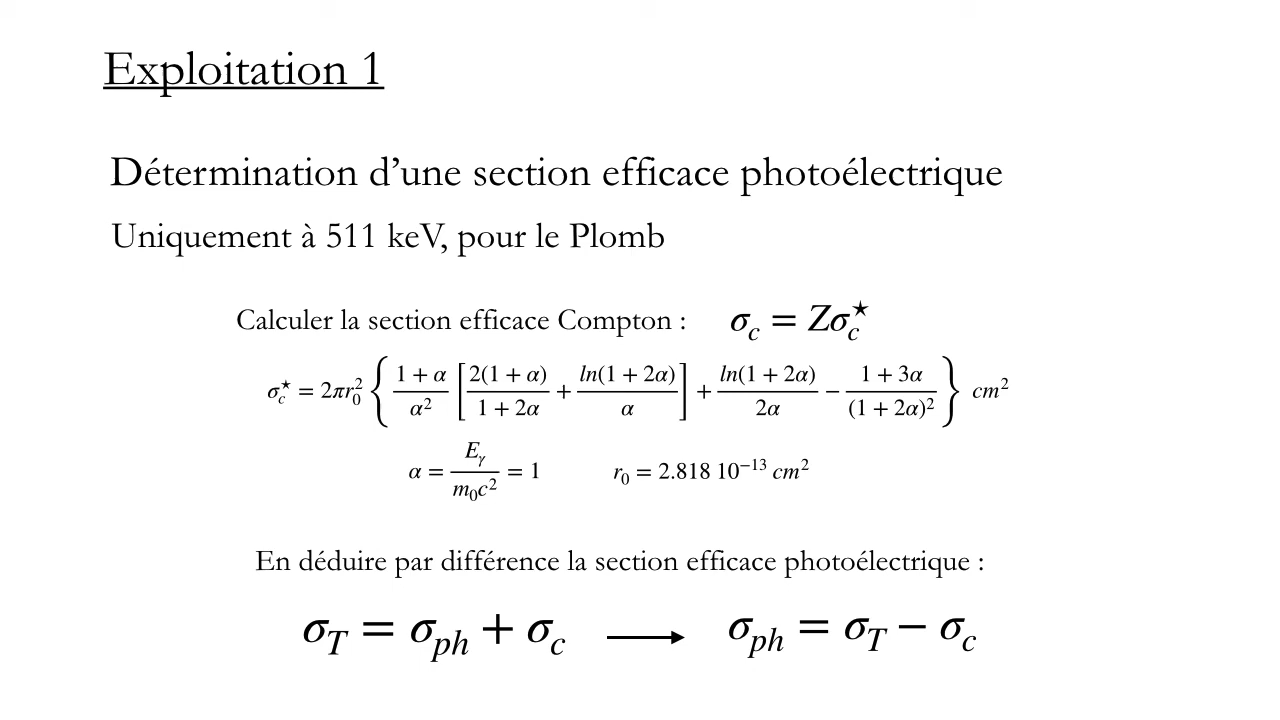 Exploitation 1
Détermination d’une section efficace photoélectrique
Uniquement à 511 keV, pour le Plomb
Calculer la section efficace Compton : σ_c = Zσ_c^★
σ_c^★ = 2πr_0^2 { (1 + α)/α^2 [ 2(1 + α)/(1 + 2α) + ln(1 + 2α)/α ] + ln(1 + 2α)/(2α) − (1 + 3α)/(1 + 2α)^2 } cm^2
α = E_γ/(m_0c^2) = 1 r_0 = 2.818 10^−13 cm^2
En déduire par différence la section efficace photoélectrique :
σ_T = σ_ph + σ_c ⟶ σ_ph = σ_T − σ_c